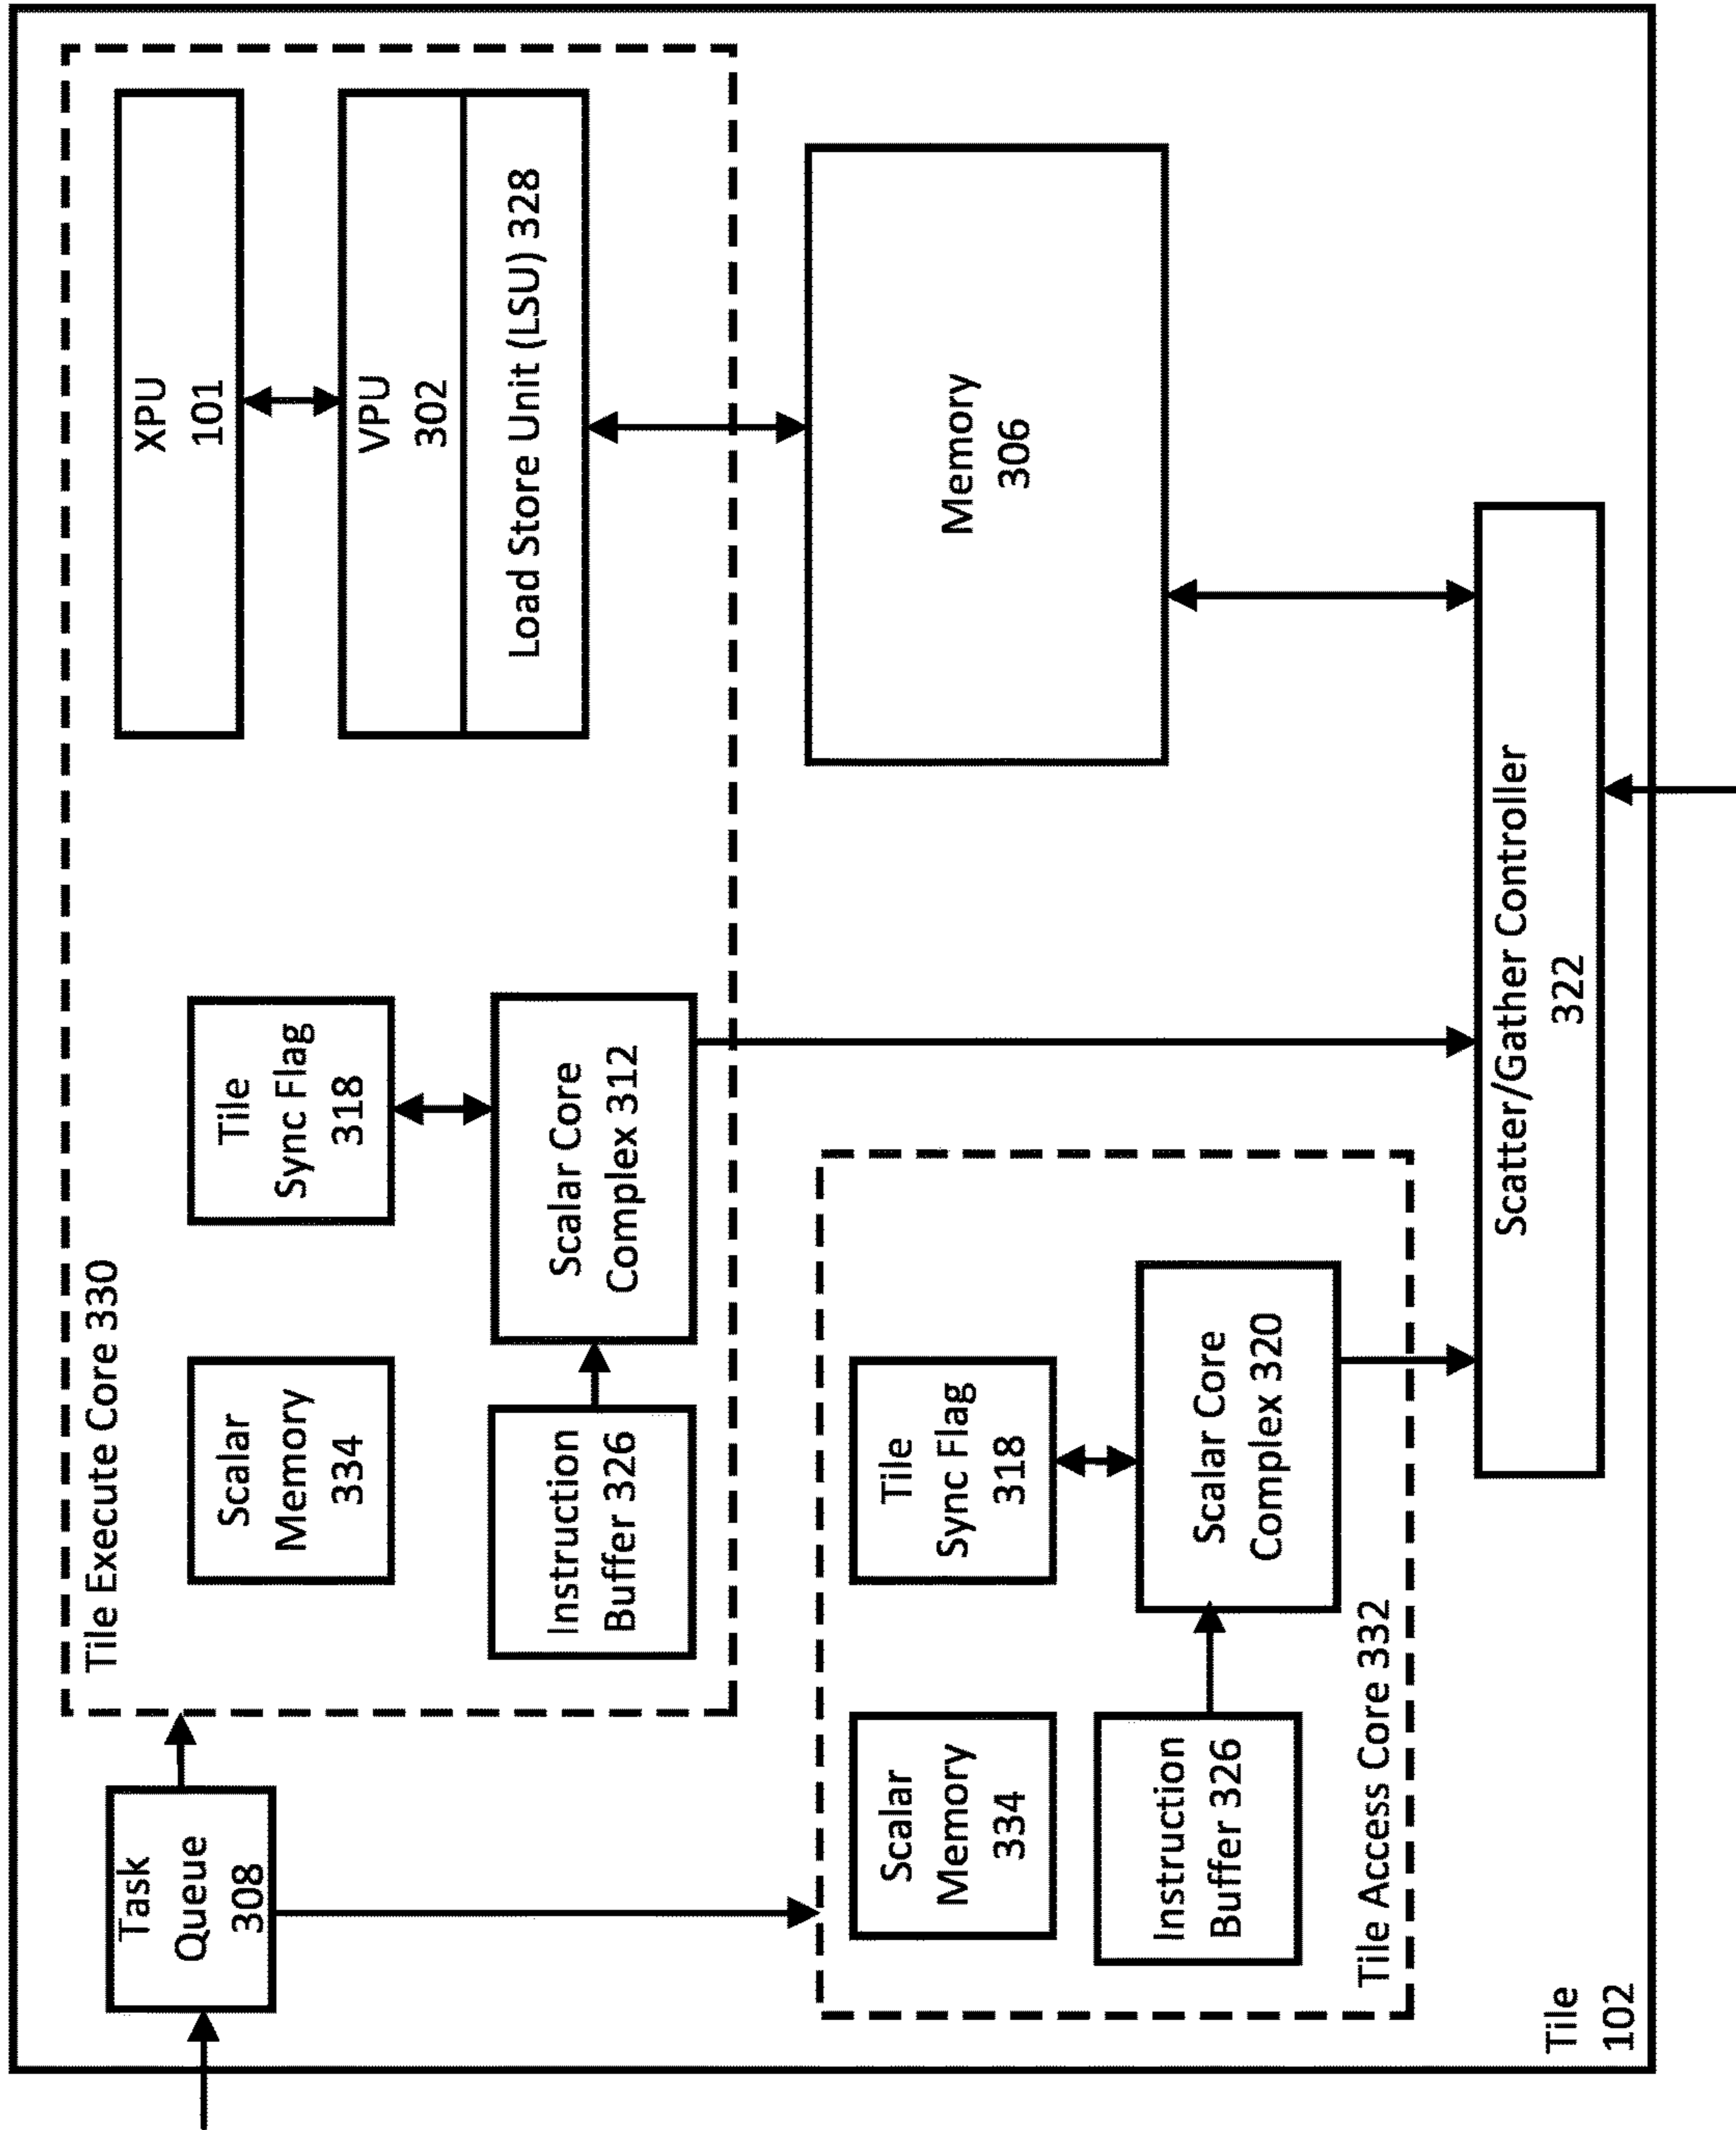 Task
Queue
308
Tile Execute Core 330
Scalar
Memory
334
Tile
Sync Flag
318
Instruction
Buffer 326
Scalar Core
Complex 312
XPU
101
VPU
302
Load Store Unit (LSU) 328
Scalar
Memory
334
Tile
Sync Flag
318
Instruction
Buffer 326
Scalar Core
Complex 320
Tile Access Core 332
Memory
306
Scatter/Gather Controller
322
Tile
102